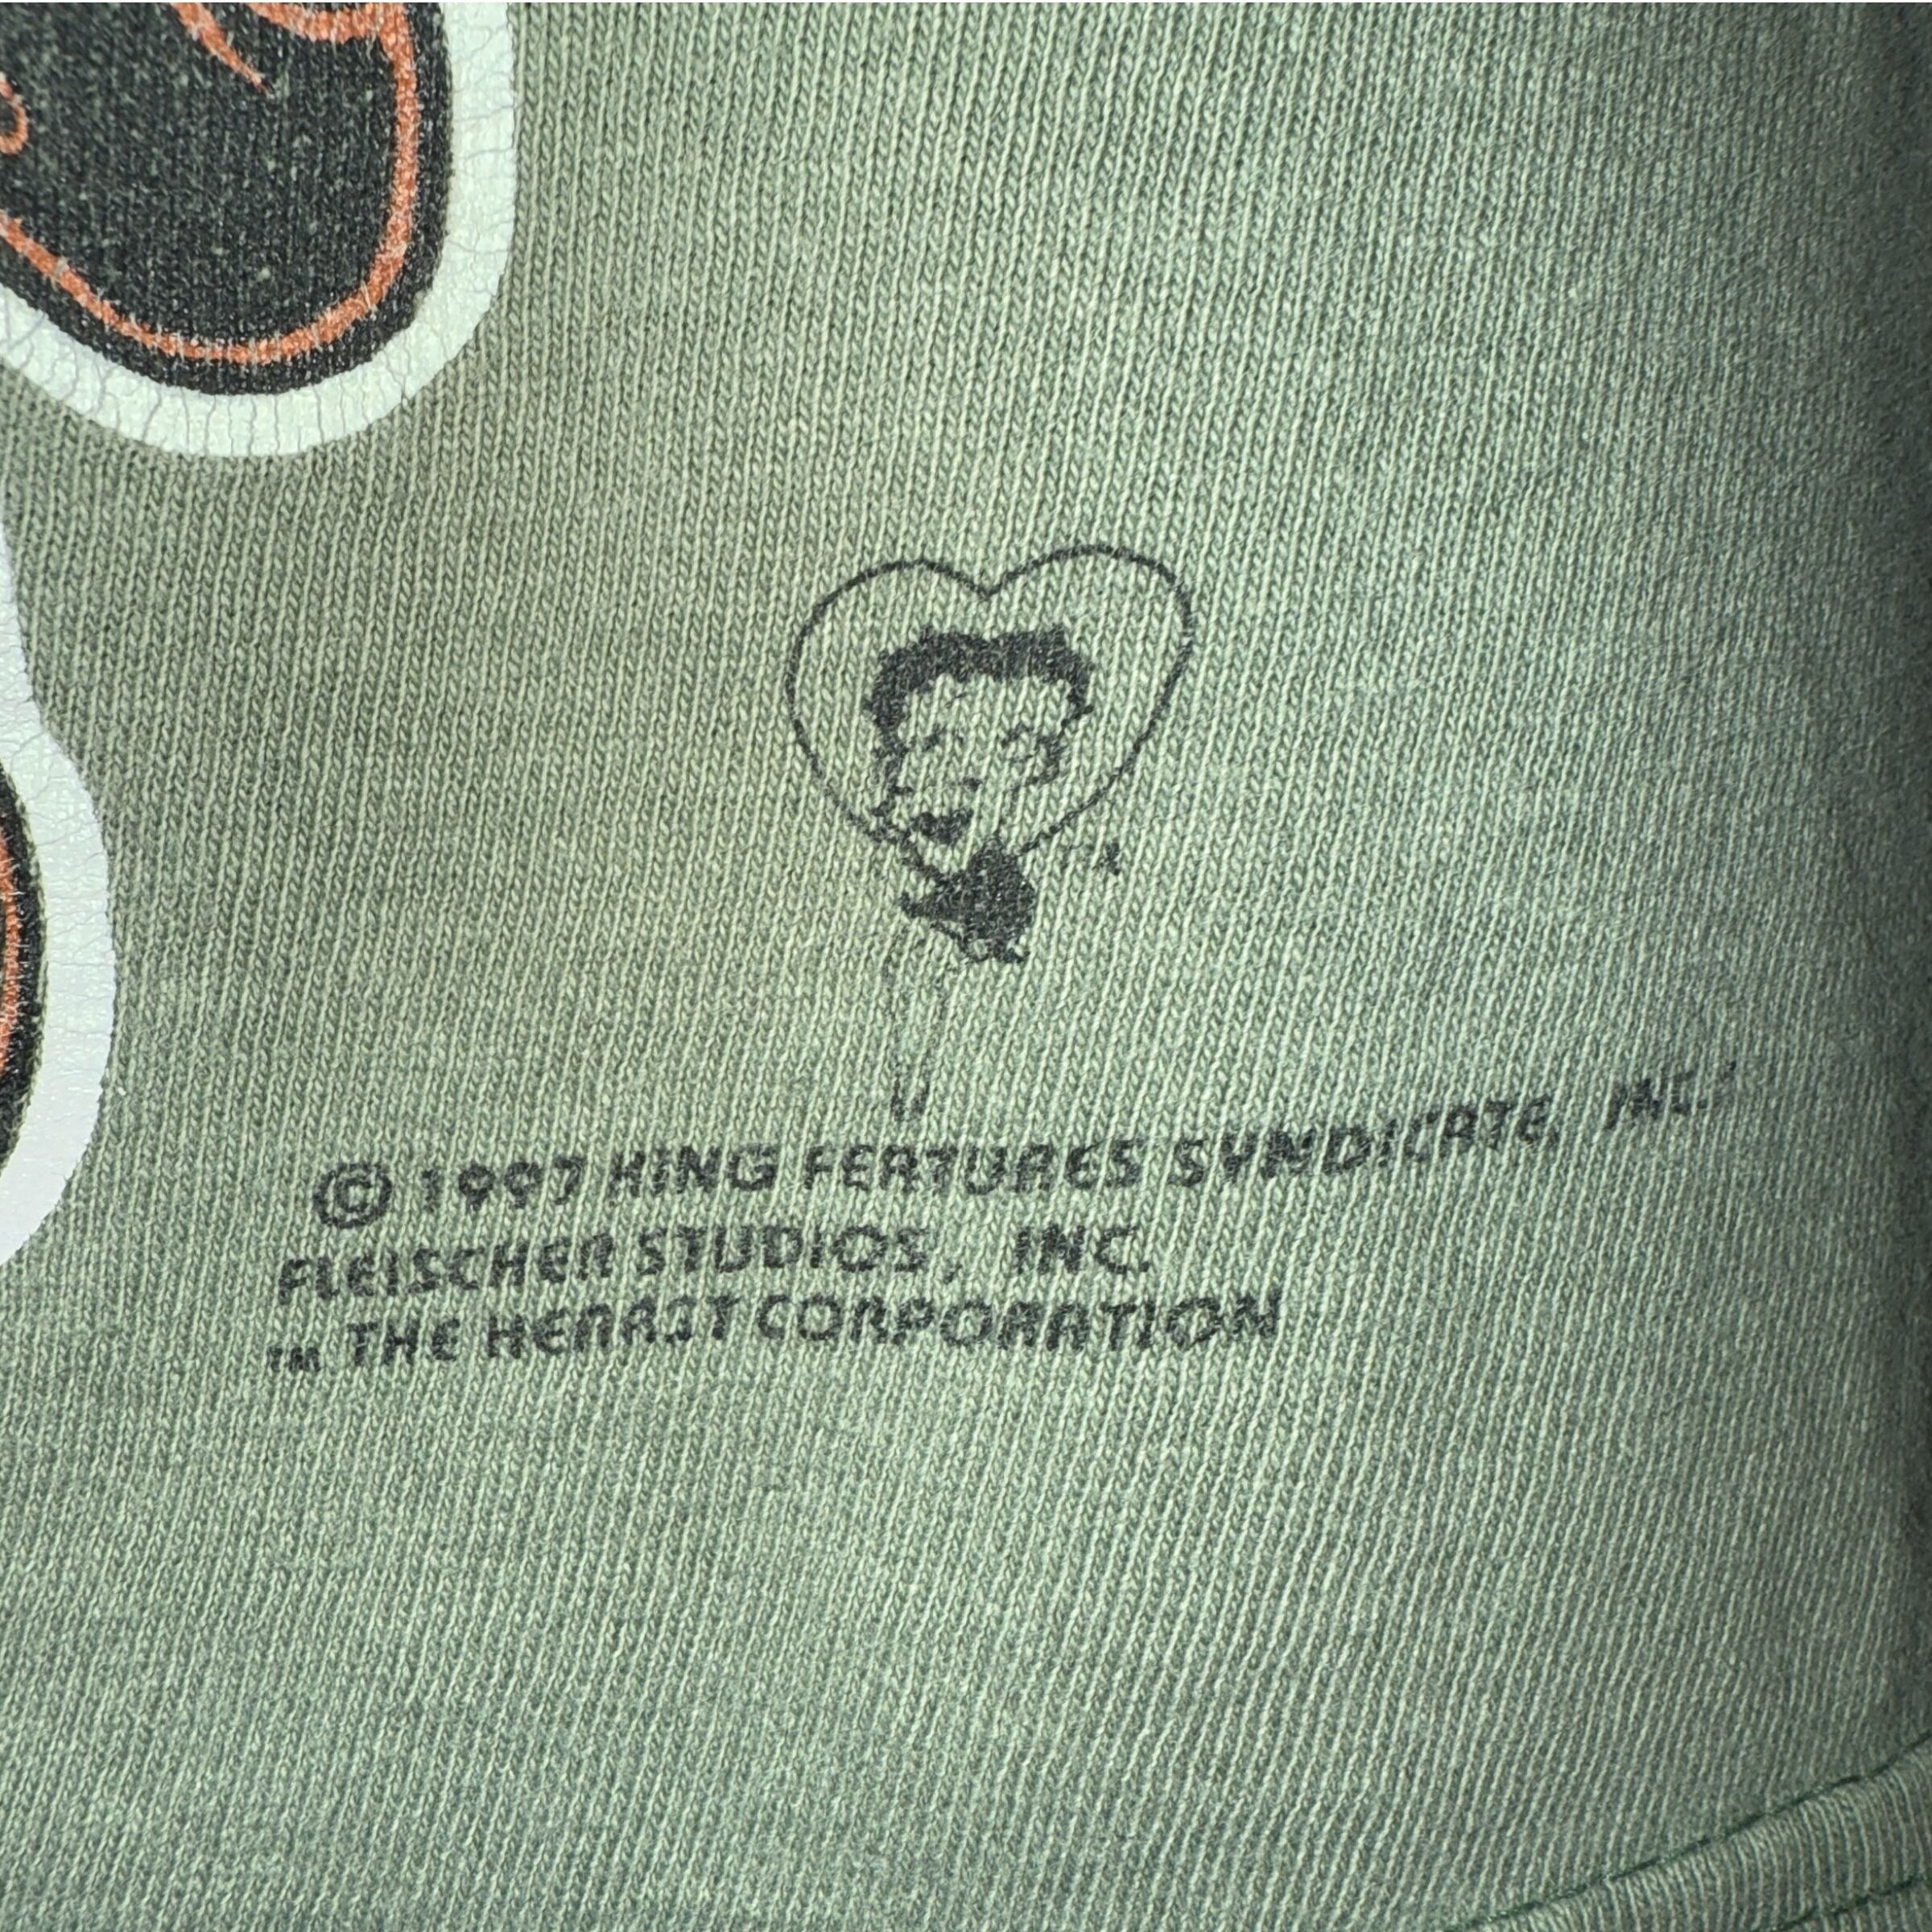 © 1997 KING FEATURES SYNDICATE, INC.
FLEISCHER STUDIOS, INC.
™ THE HEARST CORPORATION